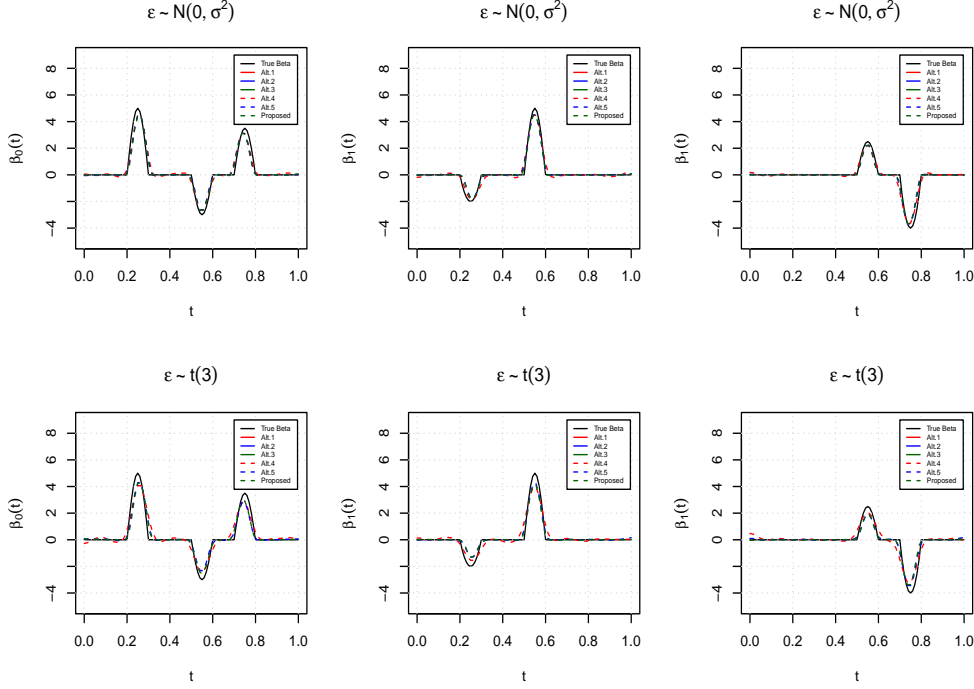 ε ~ N(0, σ²)
β₀(t)
8
6
4
2
0
−4
0.0 0.2 0.4 0.6 0.8 1.0
t
True Beta
Alt.1
Alt.2
Alt.3
Alt.4
Alt.5
Proposed
ε ~ N(0, σ²)
β₁(t)
8
6
4
2
0
−4
0.0 0.2 0.4 0.6 0.8 1.0
t
True Beta
Alt.1
Alt.2
Alt.3
Alt.4
Alt.5
Proposed
ε ~ N(0, σ²)
β₁(t)
8
6
4
2
0
−4
0.0 0.2 0.4 0.6 0.8 1.0
t
True Beta
Alt.1
Alt.2
Alt.3
Alt.4
Alt.5
Proposed
ε ~ t(3)
β₀(t)
8
6
4
2
0
−4
0.0 0.2 0.4 0.6 0.8 1.0
t
True Beta
Alt.1
Alt.2
Alt.3
Alt.4
Alt.5
Proposed
ε ~ t(3)
β₁(t)
8
6
4
2
0
−4
0.0 0.2 0.4 0.6 0.8 1.0
t
True Beta
Alt.1
Alt.2
Alt.3
Alt.4
Alt.5
Proposed
ε ~ t(3)
β₁(t)
8
6
4
2
0
−4
0.0 0.2 0.4 0.6 0.8 1.0
t
True Beta
Alt.1
Alt.2
Alt.3
Alt.4
Alt.5
Proposed